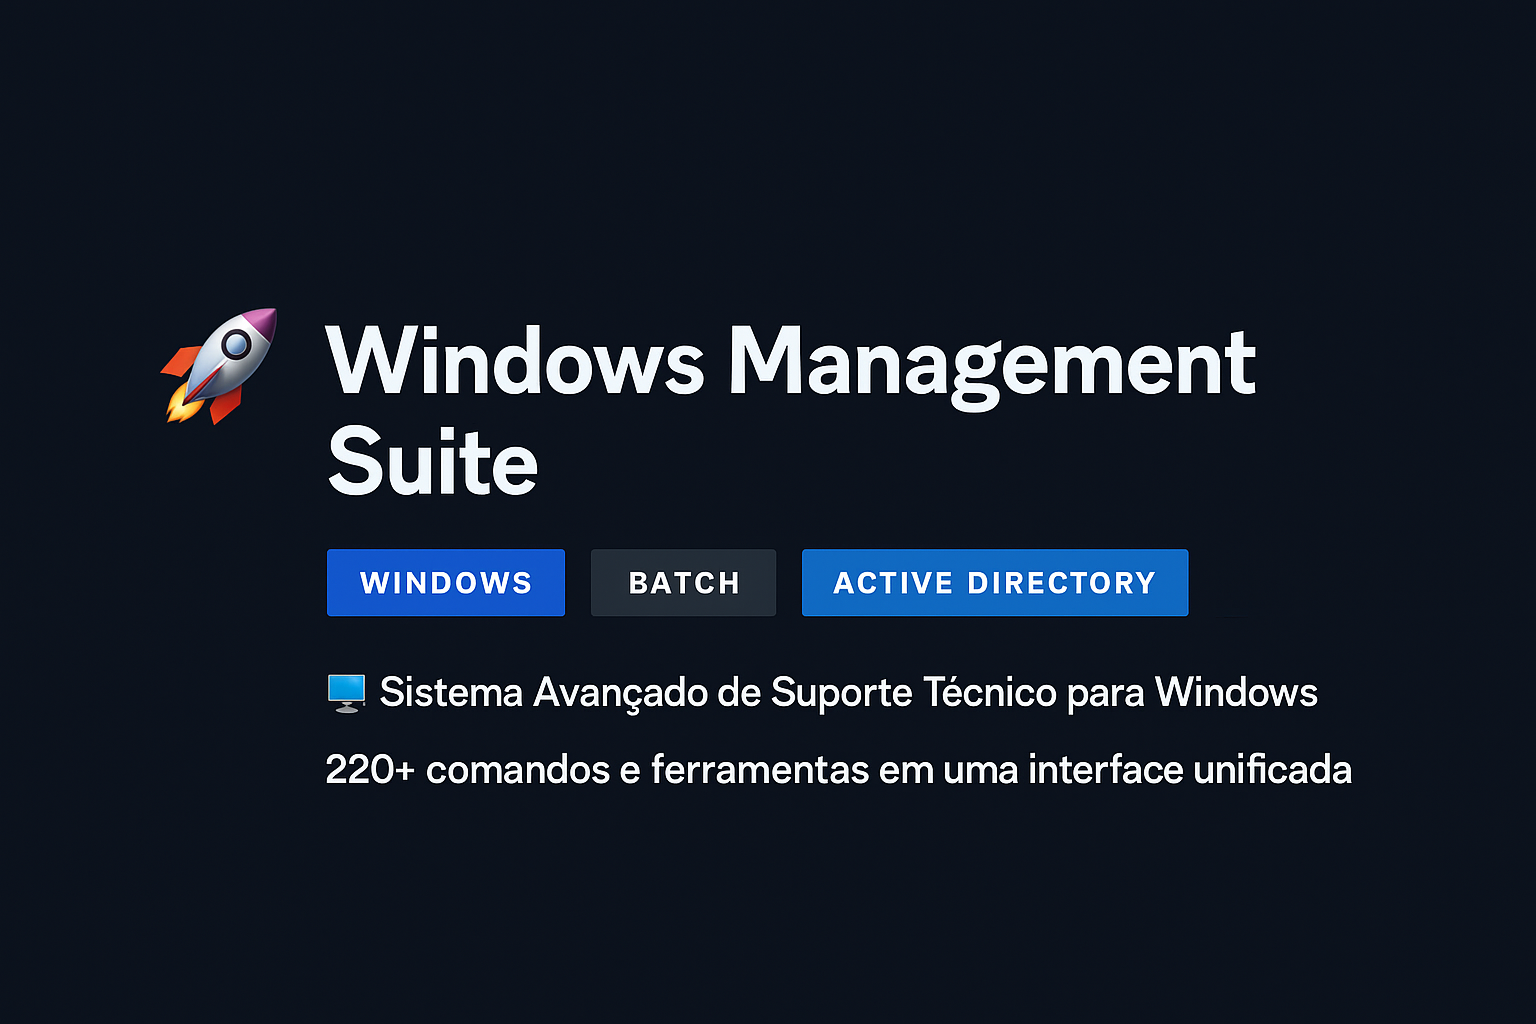 Windows Management
Suite
WINDOWS BATCH ACTIVE DIRECTORY
Sistema Avançado de Suporte Técnico para Windows
220+ comandos e ferramentas em uma interface unificada